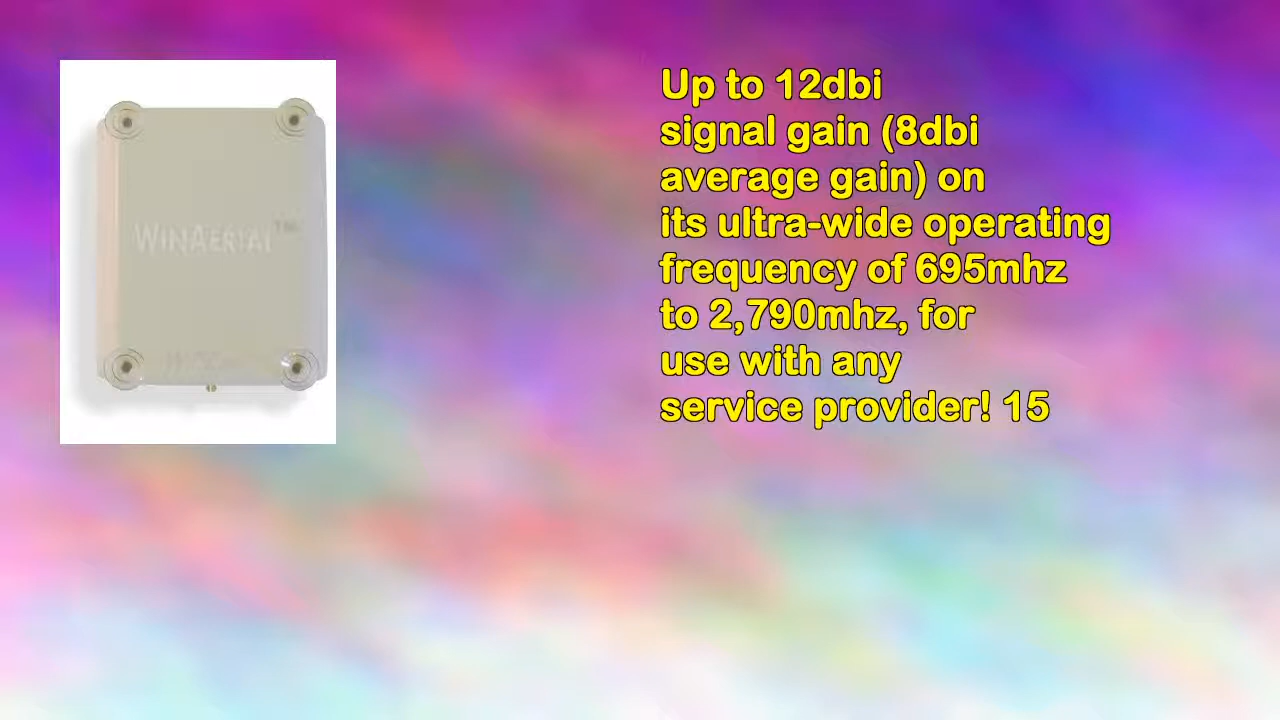 WINAERIAL™
Up to 12dbi
signal gain (8dbi
average gain) on
its ultra-wide operating
frequency of 695mhz
to 2,790mhz, for
use with any
service provider! 15